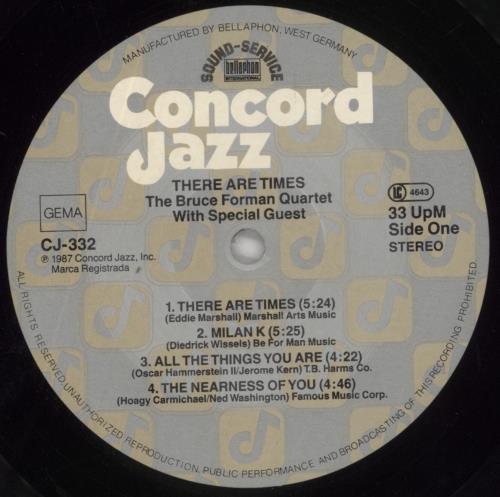 MANUFACTURED BY BELLAPHON, WEST GERMANY
SOUND-SERVICE
bellaphon
INTERNATIONAL
Concord
Jazz
THERE ARE TIMES
The Bruce Forman Quartet
With Special Guest
GEMA
LC 4643
CJ-332
℗ 1987 Concord Jazz, Inc.
Marca Registrada
33 UpM
Side One
STEREO
1. THERE ARE TIMES (5:24)
(Eddie Marshall) Marshall Arts Music
2. MILAN K (5:25)
(Diedrick Wissels) Be For Man Music
3. ALL THE THINGS YOU ARE (4:22)
(Oscar Hammerstein II/Jerome Kern) T.B. Harms Co.
4. THE NEARNESS OF YOU (4:46)
(Hoagy Carmichael/Ned Washington) Famous Music Corp.
ALL RIGHTS RESERVED. UNAUTHORIZED REPRODUCTION, PUBLIC PERFORMANCE AND BROADCASTING OF THIS RECORDING PROHIBITED.